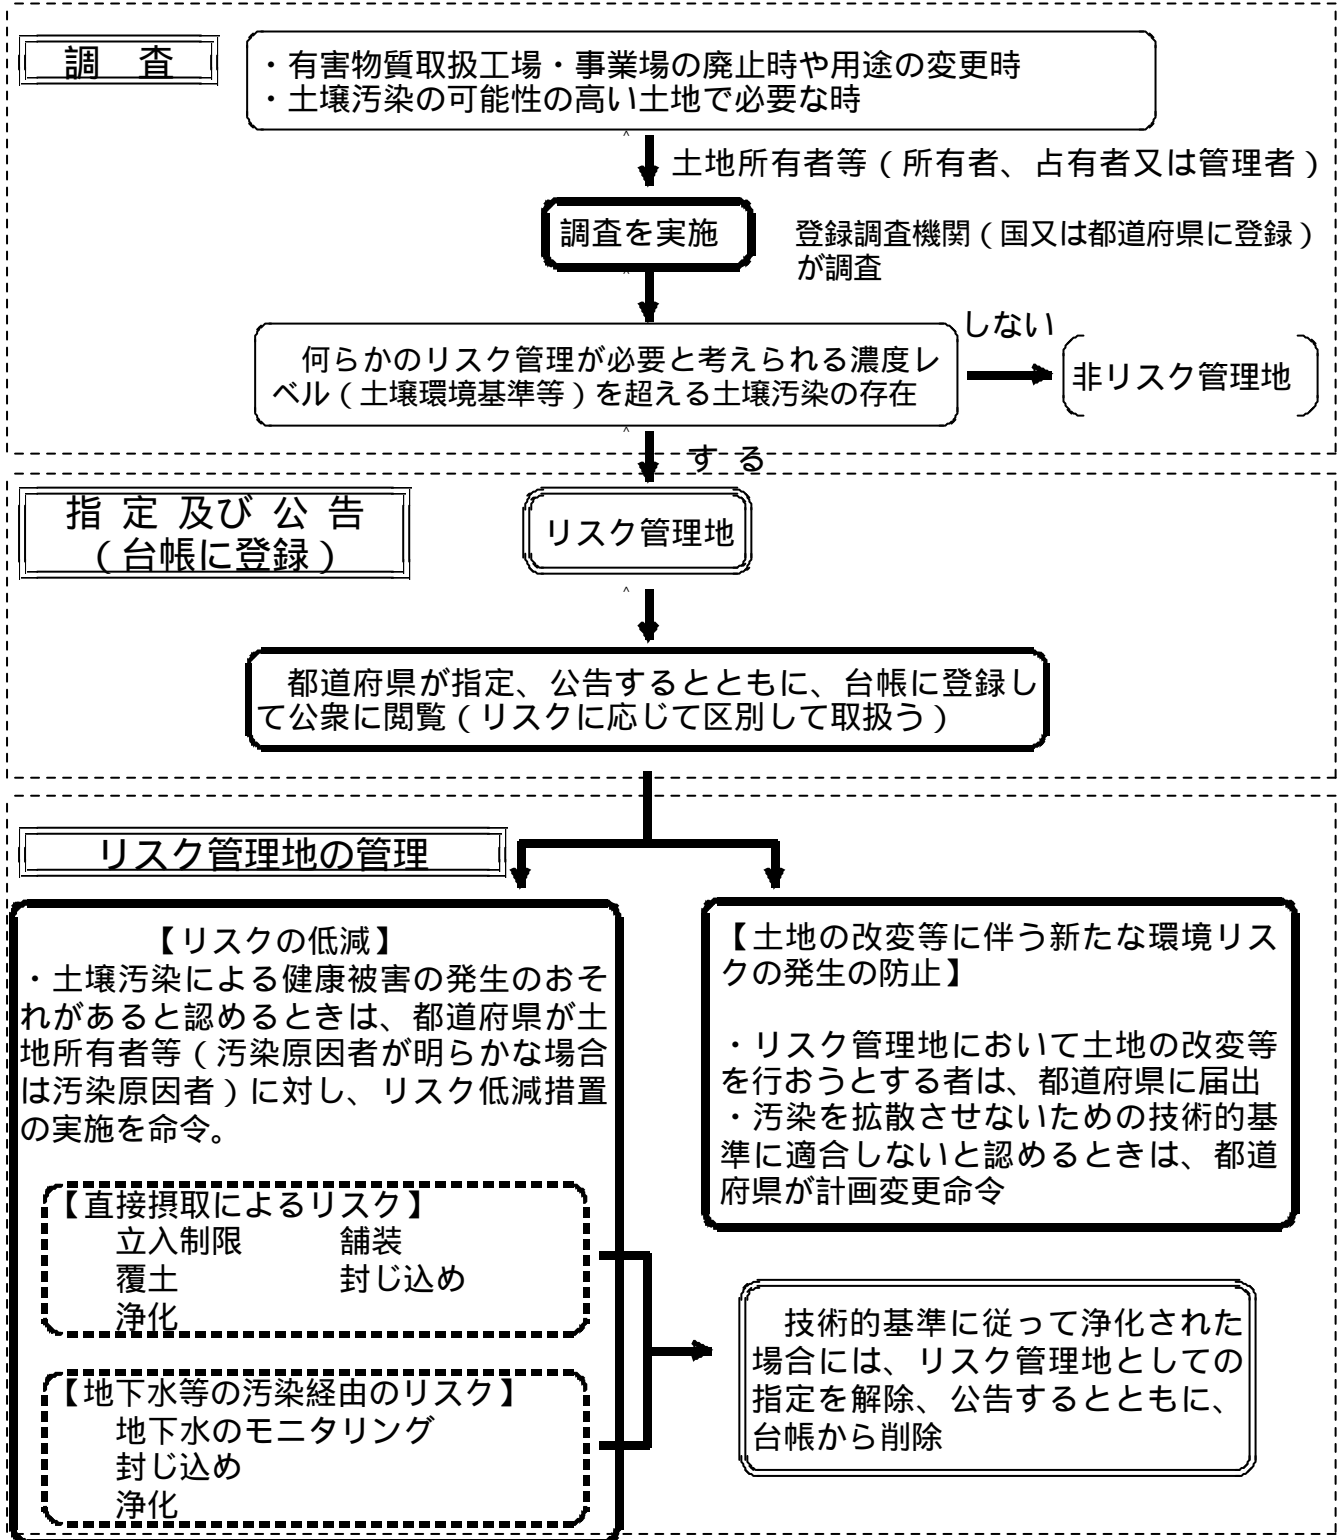 調 査
・有害物質取扱工場・事業場の廃止時や用途の変更時
・土壌汚染の可能性の高い土地で必要な時
土地所有者等（所有者、占有者又は管理者）
調査を実施
登録調査機関（国又は都道府県に登録）
が調査
何らかのリスク管理が必要と考えられる濃度レ
ベル（土壌環境基準等）を超える土壌汚染の存在
しない
非リスク管理地
す る
指 定 及び 公 告
（台帳に登録）
リスク管理地
都道府県が指定、公告するとともに、台帳に登録し
て公衆に閲覧（リスクに応じて区別して取扱う）
リスク管理地の管理
【リスクの低減】
・土壌汚染による健康被害の発生のおそ
れがあると認めるときは、都道府県が土
地所有者等（汚染原因者が明らかな場合
は汚染原因者）に対し、リスク低減措置
の実施を命令。
【直接摂取によるリスク】
立入制限 舗装
覆土 封じ込め
浄化
【地下水等の汚染経由のリスク】
地下水のモニタリング
封じ込め
浄化
【土地の改変等に伴う新たな環境リス
クの発生の防止】
・リスク管理地において土地の改変等
を行おうとする者は、都道府県に届出
・汚染を拡散させないための技術的基
準に適合しないと認めるときは、都道
府県が計画変更命令
技術的基準に従って浄化された
場合には、リスク管理地としての
指定を解除、公告するとともに、
台帳から削除